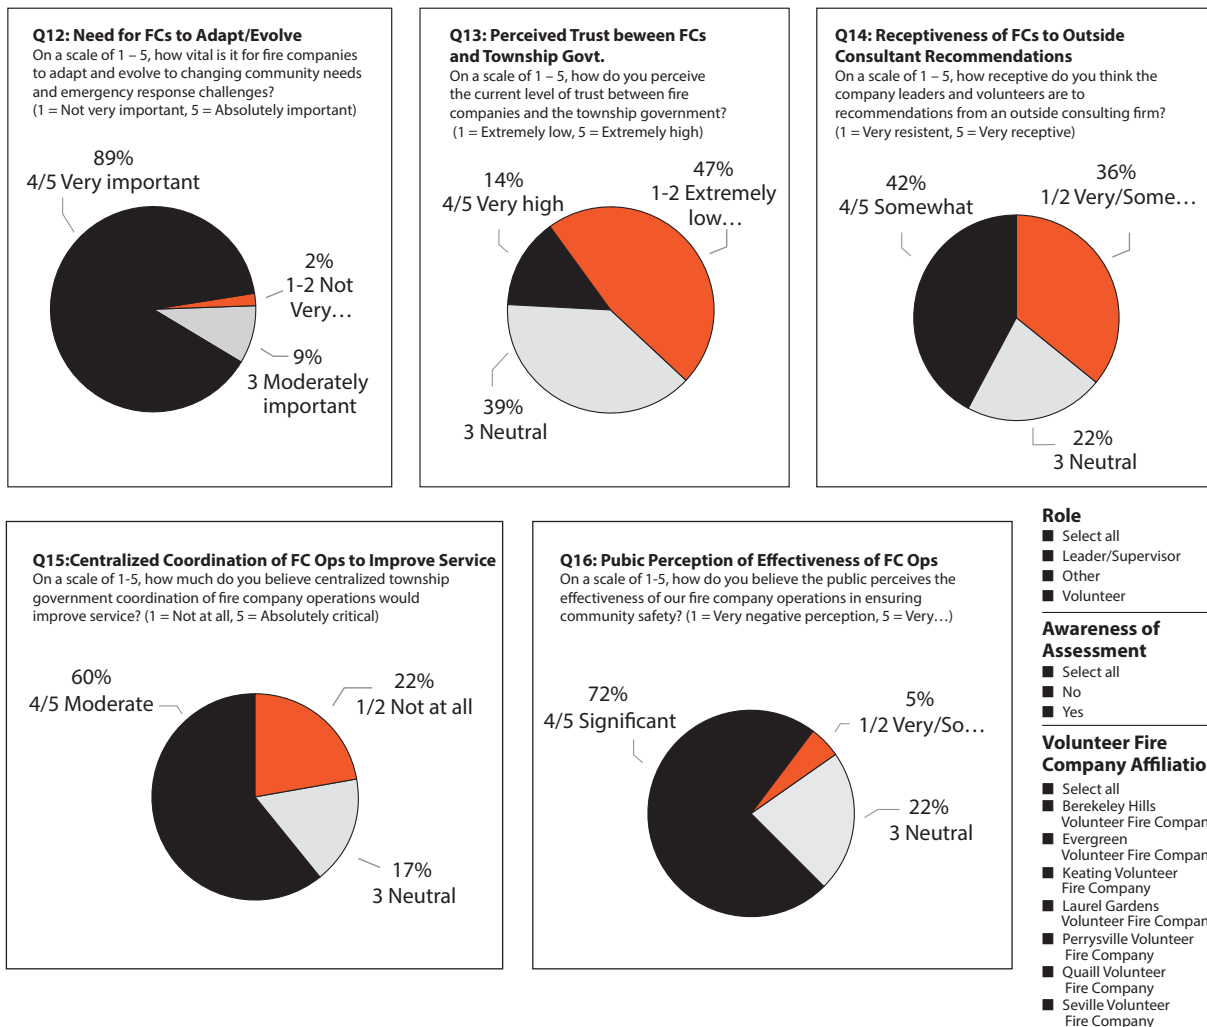 Q12: Need for FCs to Adapt/Evolve
On a scale of 1 – 5, how vital is it for fire companies
to adapt and evolve to changing community needs
and emergency response challenges?
(1 = Not very important, 5 = Absolutely important)
89%
4/5 Very important
2%
1-2 Not
Very…
9%
3 Moderately
important
Q13: Perceived Trust beween FCs
and Township Govt.
On a scale of 1 – 5, how do you perceive
the current level of trust between fire
companies and the township government?
(1 = Extremely low, 5 = Extremely high)
14%
4/5 Very high
47%
1-2 Extremely
low…
39%
3 Neutral
Q14: Receptiveness of FCs to Outside
Consultant Recommendations
On a scale of 1 – 5, how receptive do you think the
company leaders and volunteers are to
recommendations from an outside consulting firm?
(1 = Very resistent, 5 = Very receptive)
42%
4/5 Somewhat
36%
1/2 Very/Some…
22%
3 Neutral
Q15:Centralized Coordination of FC Ops to Improve Service
On a scale of 1-5, how much do you believe centralized township
government coordination of fire company operations would
improve service? (1 = Not at all, 5 = Absolutely critical)
60%
4/5 Moderate
22%
1/2 Not at all
17%
3 Neutral
Q16: Pubic Perception of Effectiveness of FC Ops
On a scale of 1-5, how do you believe the public perceives the
effectiveness of our fire company operations in ensuring
community safety? (1 = Very negative perception, 5 = Very…)
72%
4/5 Significant
5%
1/2 Very/So…
22%
3 Neutral
Role
Select all
Leader/Supervisor
Other
Volunteer
Awareness of
Assessment
Select all
No
Yes
Volunteer Fire
Company Affiliatio
Select all
Berekeley Hills
Volunteer Fire Compan
Evergreen
Volunteer Fire Compan
Keating Volunteer
Fire Company
Laurel Gardens
Volunteer Fire Compan
Perrysville Volunteer
Fire Company
Quaill Volunteer
Fire Company
Seville Volunteer
Fire Company